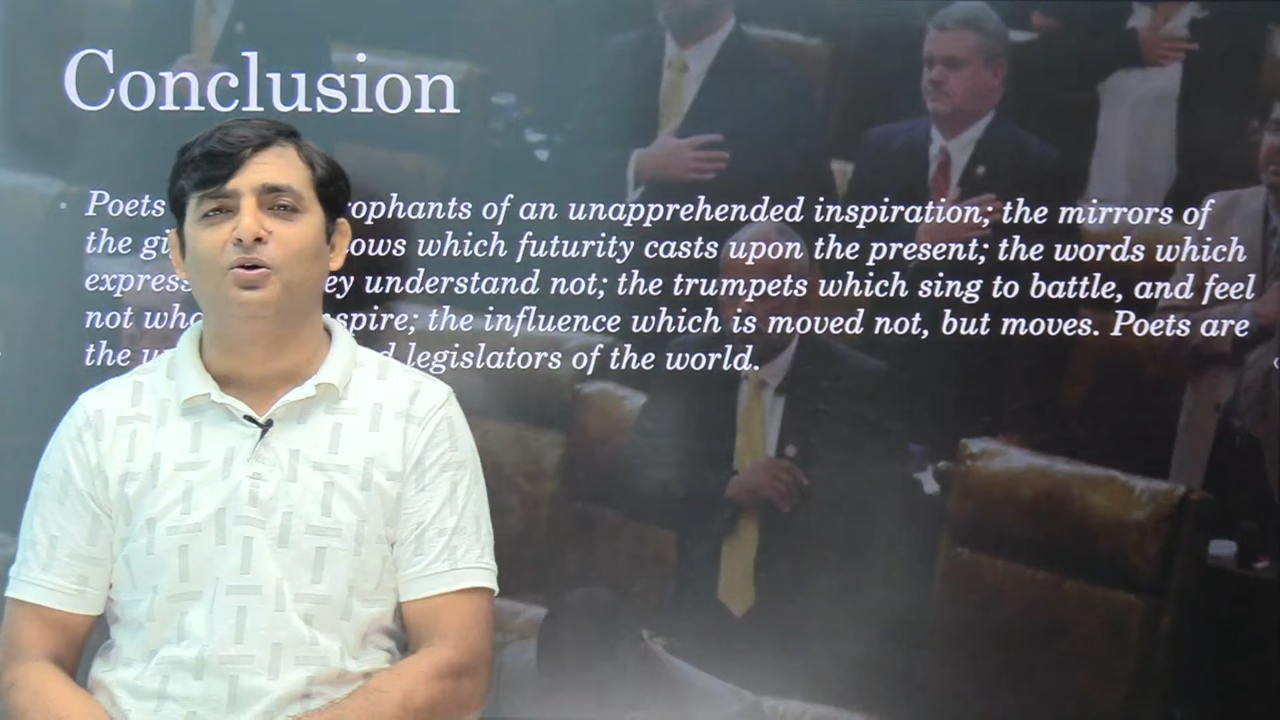 Conclusion
Poets rophants of an unapprehended inspiration; the mirrors of
the gi ows which futurity casts upon the present; the words which
express ey understand not; the trumpets which sing to battle, and feel
not wha spire; the influence which is moved not, but moves. Poets are
the u d legislators of the world.